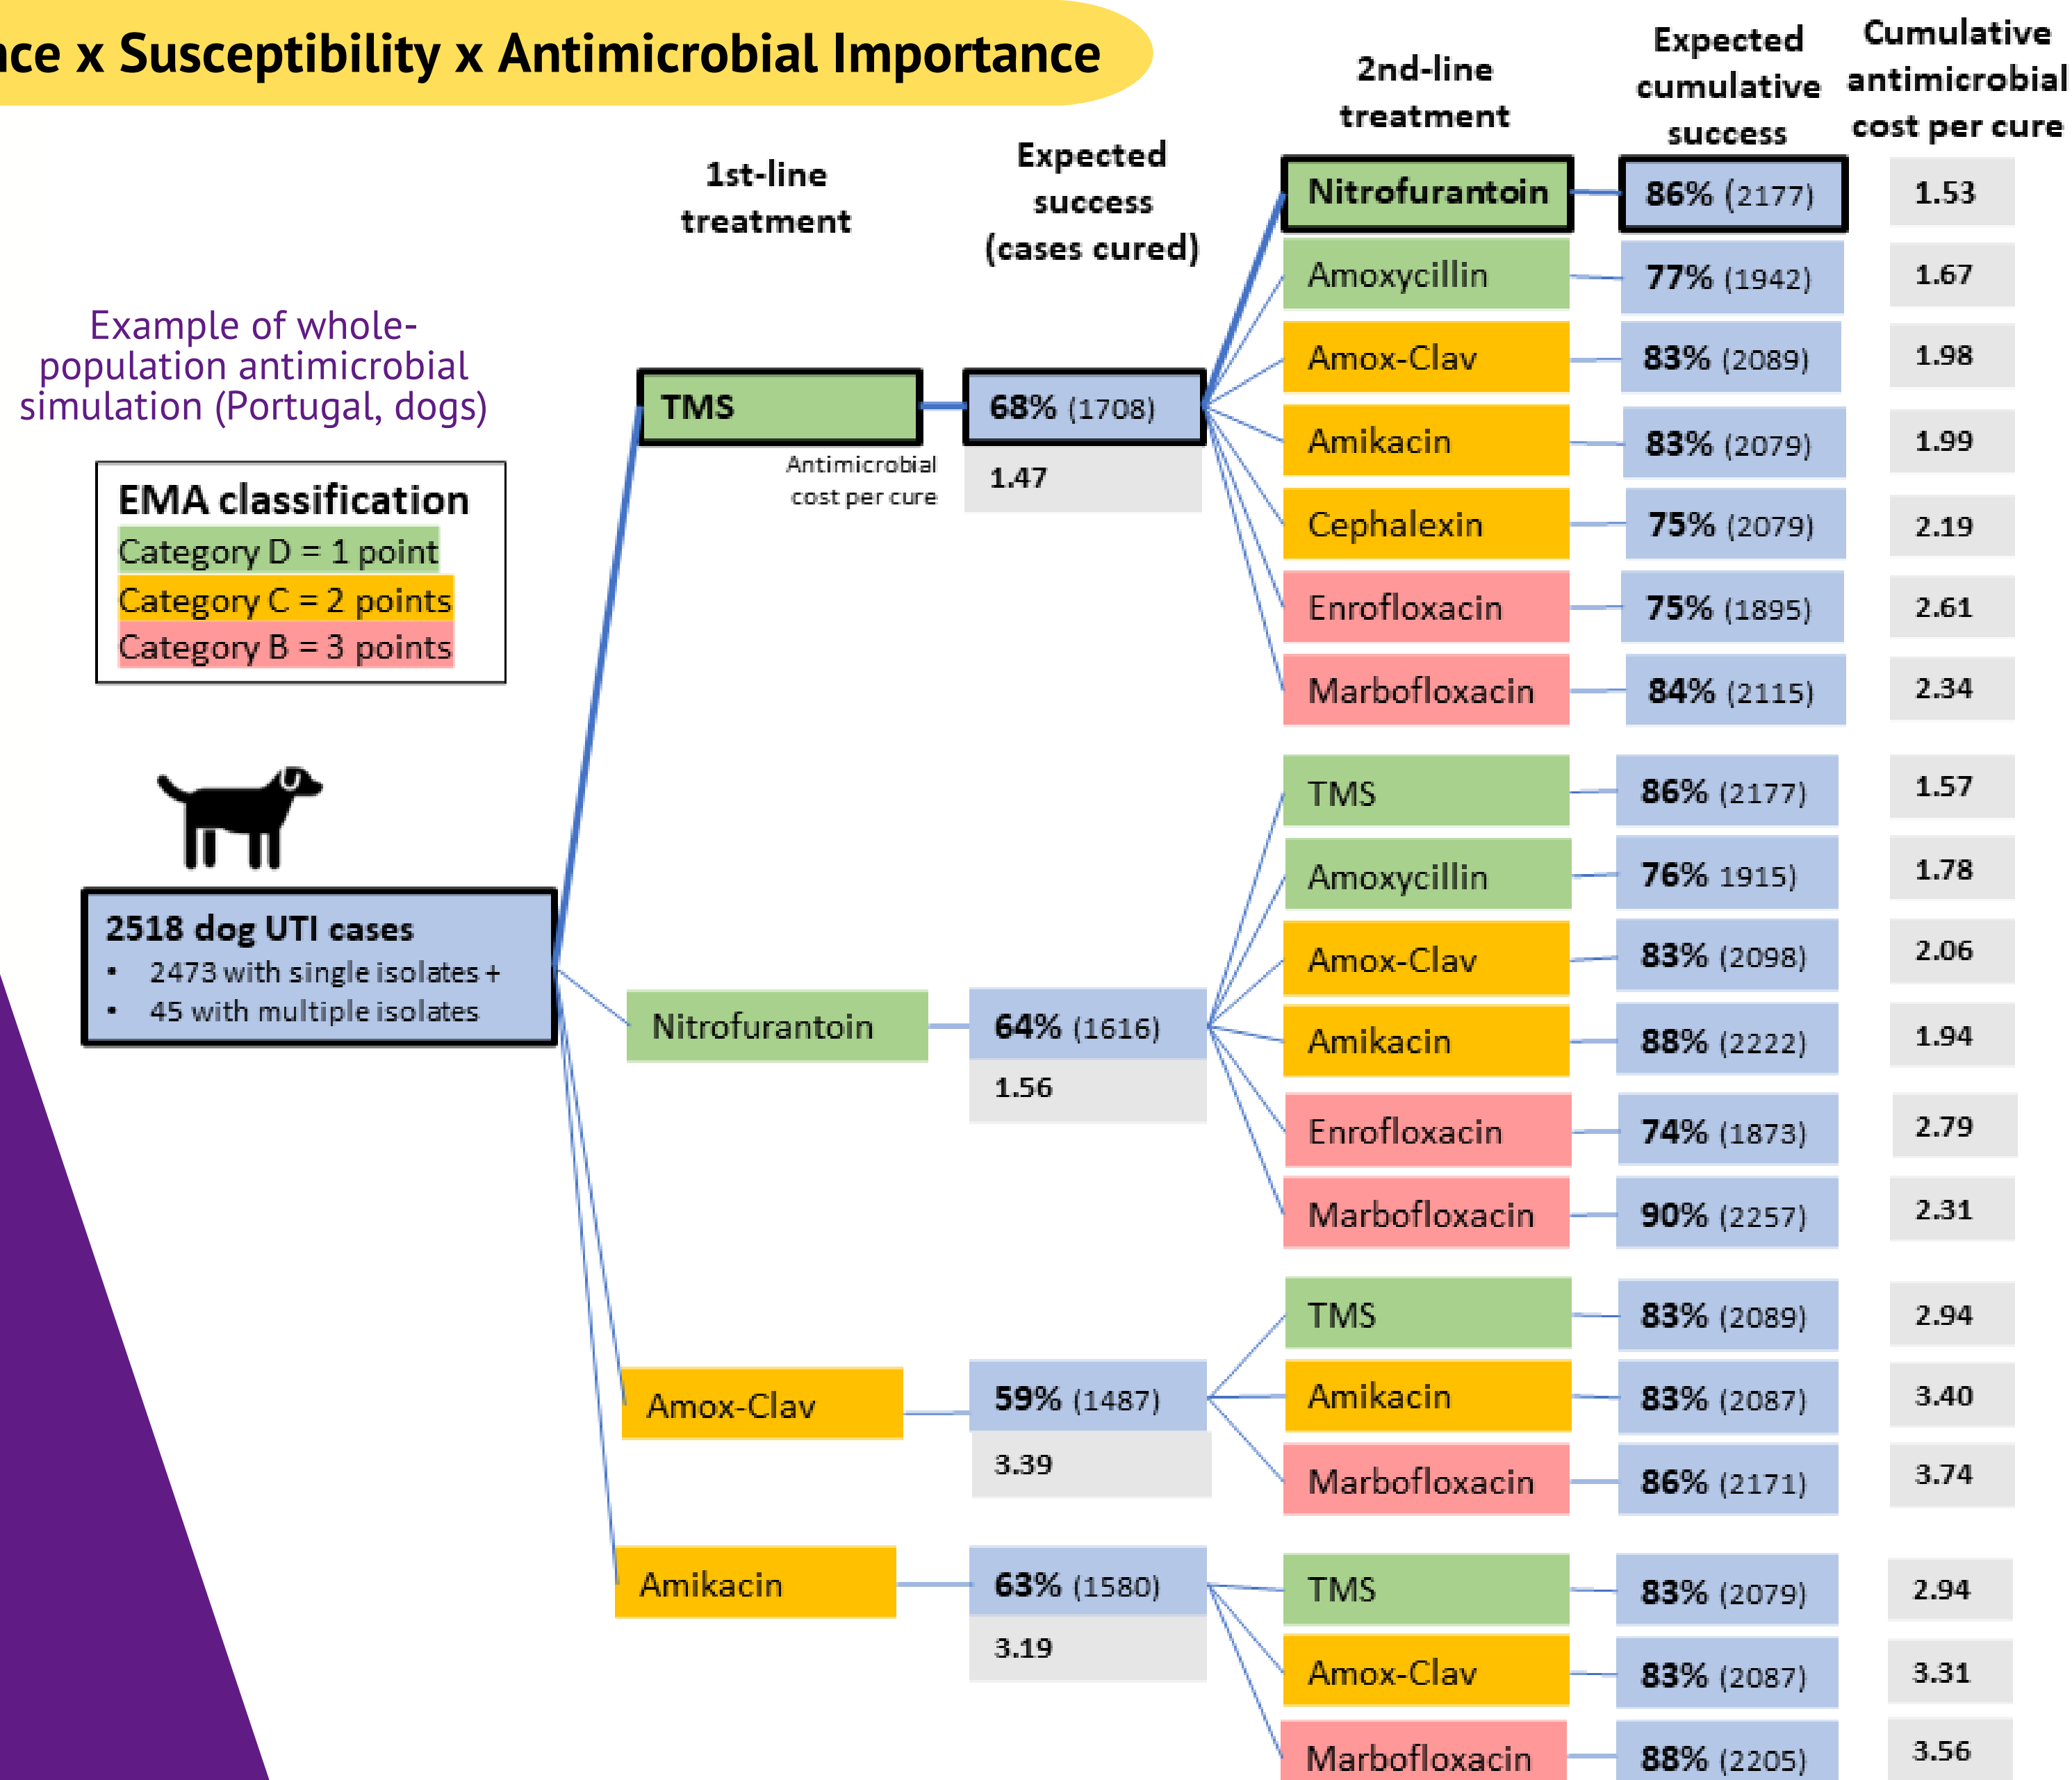 nce x Susceptibility x Antimicrobial Importance
Example of whole-
population antimicrobial
simulation (Portugal, dogs)
EMA classification
Category D = 1 point
Category C = 2 points
Category B = 3 points
2518 dog UTI cases
• 2473 with single isolates +
• 45 with multiple isolates
1st-line
treatment
Expected
success
(cases cured)
2nd-line
treatment
Expected
cumulative
success
Cumulative
antimicrobial
cost per cure
TMS
68% (1708)
Antimicrobial
cost per cure
1.47
Nitrofurantoin 86% (2177) 1.53
Amoxycillin 77% (1942) 1.67
Amox-Clav 83% (2089) 1.98
Amikacin 83% (2079) 1.99
Cephalexin 75% (2079) 2.19
Enrofloxacin 75% (1895) 2.61
Marbofloxacin 84% (2115) 2.34
Nitrofurantoin
64% (1616)
1.56
TMS 86% (2177) 1.57
Amoxycillin 76% 1915) 1.78
Amox-Clav 83% (2098) 2.06
Amikacin 88% (2222) 1.94
Enrofloxacin 74% (1873) 2.79
Marbofloxacin 90% (2257) 2.31
Amox-Clav
59% (1487)
3.39
TMS 83% (2089) 2.94
Amikacin 83% (2087) 3.40
Marbofloxacin 86% (2171) 3.74
Amikacin
63% (1580)
3.19
TMS 83% (2079) 2.94
Amox-Clav 83% (2087) 3.31
Marbofloxacin 88% (2205) 3.56